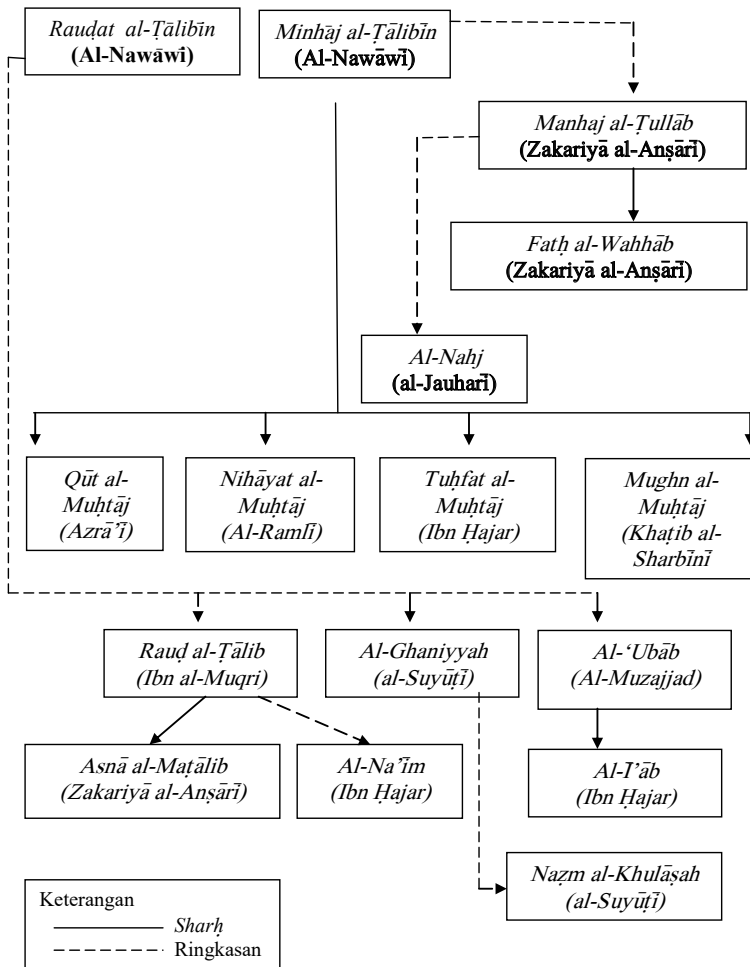 Rauḍat al-Ṭālibīn
(Al-Nawāwī)
Minhāj al-Ṭālibīn
(Al-Nawāwī)
Manhaj al-Ṭullāb
(Zakariyā al-Anṣārī)
Fatḥ al-Wahhāb
(Zakariyā al-Anṣārī)
Al-Nahj
(al-Jauharī)
Qūt al-
Muḥtāj
(Azrā’ī)
Nihāyat al-
Muḥtāj
(Al-Ramlī)
Tuḥfat al-
Muḥtāj
(Ibn Ḥajar)
Mughn al-
Muḥtāj
(Khaṭib al-
Sharbīnī
Rauḍ al-Ṭālib
(Ibn al-Muqri)
Al-Ghaniyyah
(al-Suyūṭī)
Al-‘Ubāb
(Al-Muzajjad)
Asnā al-Maṭālib
(Zakariyā al-Anṣārī)
Al-Na’īm
(Ibn Ḥajar)
Al-I’āb
(Ibn Ḥajar)
Naẓm al-Khulāṣah
(al-Suyūṭī)
Keterangan
Sharḥ
Ringkasan